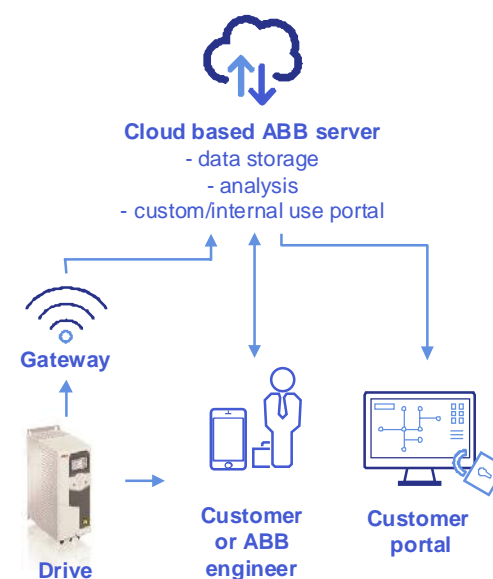 Cloud based ABB server
- data storage
- analysis
- custom/internal use portal
Gateway
Drive
Customer
or ABB
engineer
Customer
portal